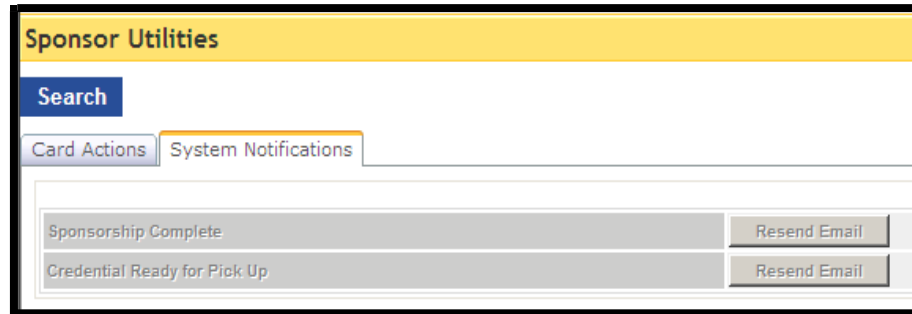 Sponsor Utilities
Search
Card Actions System Notifications
Sponsorship Complete Resend Email
Credential Ready for Pick Up Resend Email